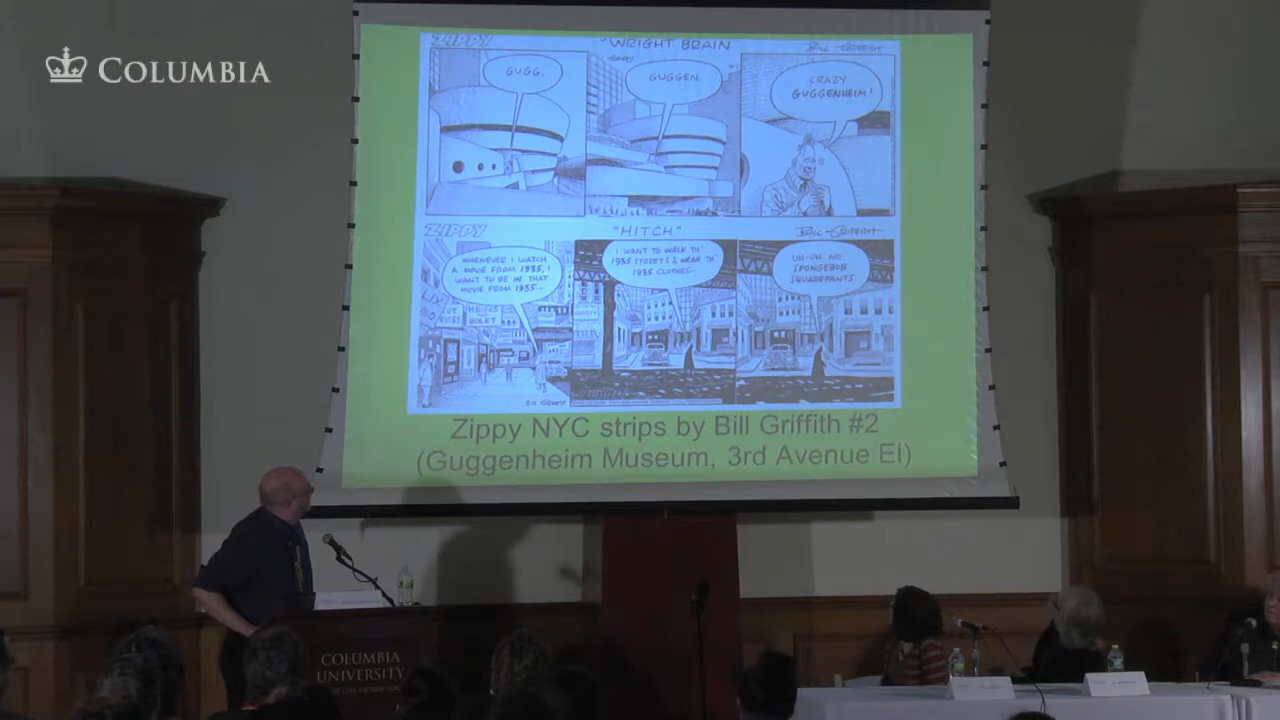 COLUMBIA
ZIPPY "WRIGHT BRAIN BILL GRIFFITH
GUGG.
GUGGEN.
CRAZY
GUGGENHEIM!
ZIPPY "HITCH" BILL GRIFFITH
WHENEVER I WATCH
A MOVIE FROM 1935, I
WANT TO BE IN THAT
MOVIE FROM 1935--
I WANT TO WALK TH'
1935 STREETS & WEAR TH'
1935 CLOTHES--
UH-OH. NO
SPONGEBOB
SQUAREPANTS
Zippy NYC strips by Bill Griffith #2
(Guggenheim Museum, 3rd Avenue El)
COLUMBIA
UNIVERSITY